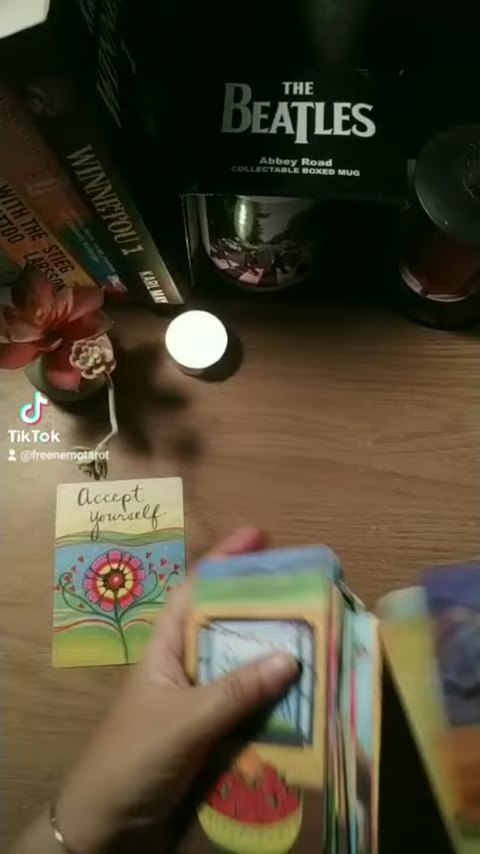 THE
BEATLES
Abbey Road
COLLECTABLE BOXED MUG
WINNETOU 1
KARL MAY
WITH THE
STIEG
LARSSON
TikTok
@freenemotarot
Accept
Yourself